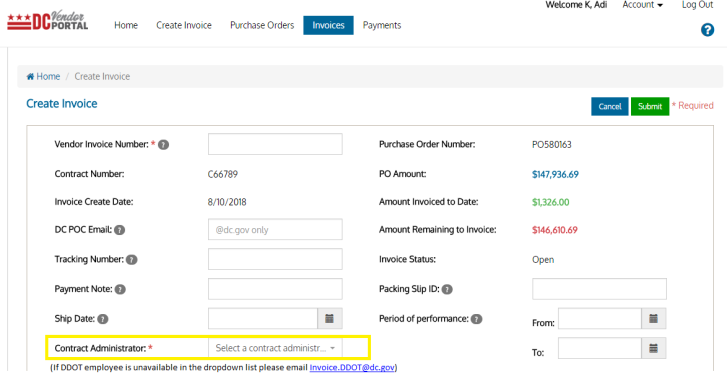 Welcome K, Adi Account Log Out
DC Vendor PORTAL Home Create Invoice Purchase Orders Invoices Payments ?
Home / Create Invoice
Create Invoice Cancel Submit * Required
Vendor Invoice Number: * ? Purchase Order Number: PO580163
Contract Number: C66789 PO Amount: $147,936.69
Invoice Create Date: 8/10/2018 Amount Invoiced to Date: $1,326.00
DC POC Email: ? @dc.gov only Amount Remaining to Invoice: $146,610.69
Tracking Number: ? Invoice Status: Open
Payment Note: ? Packing Slip ID: ?
Ship Date: ? Period of performance: ? From:
Contract Administrator: * Select a contract administr... To:
(If DDOT employee is unavailable in the dropdown list please email Invoice.DDOT@dc.gov)